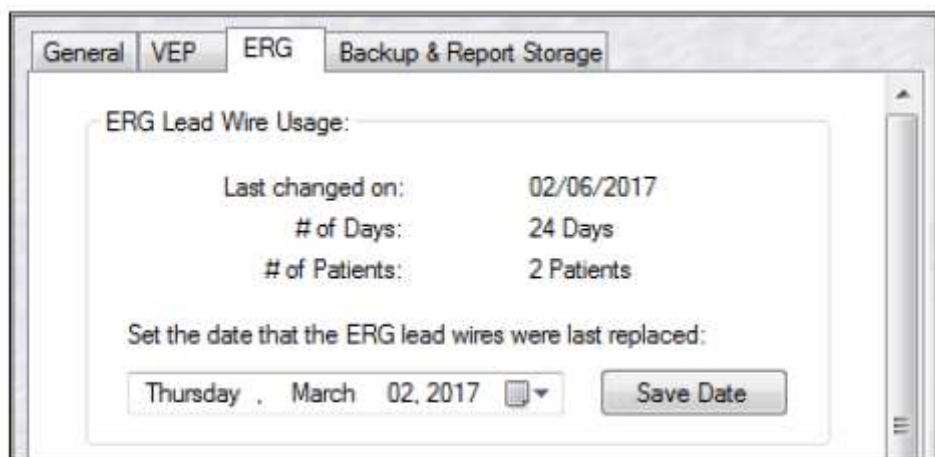 General VEP ERG Backup & Report Storage
ERG Lead Wire Usage:
Last changed on: 02/06/2017
# of Days: 24 Days
# of Patients: 2 Patients
Set the date that the ERG lead wires were last replaced:
Thursday , March 02, 2017 Save Date